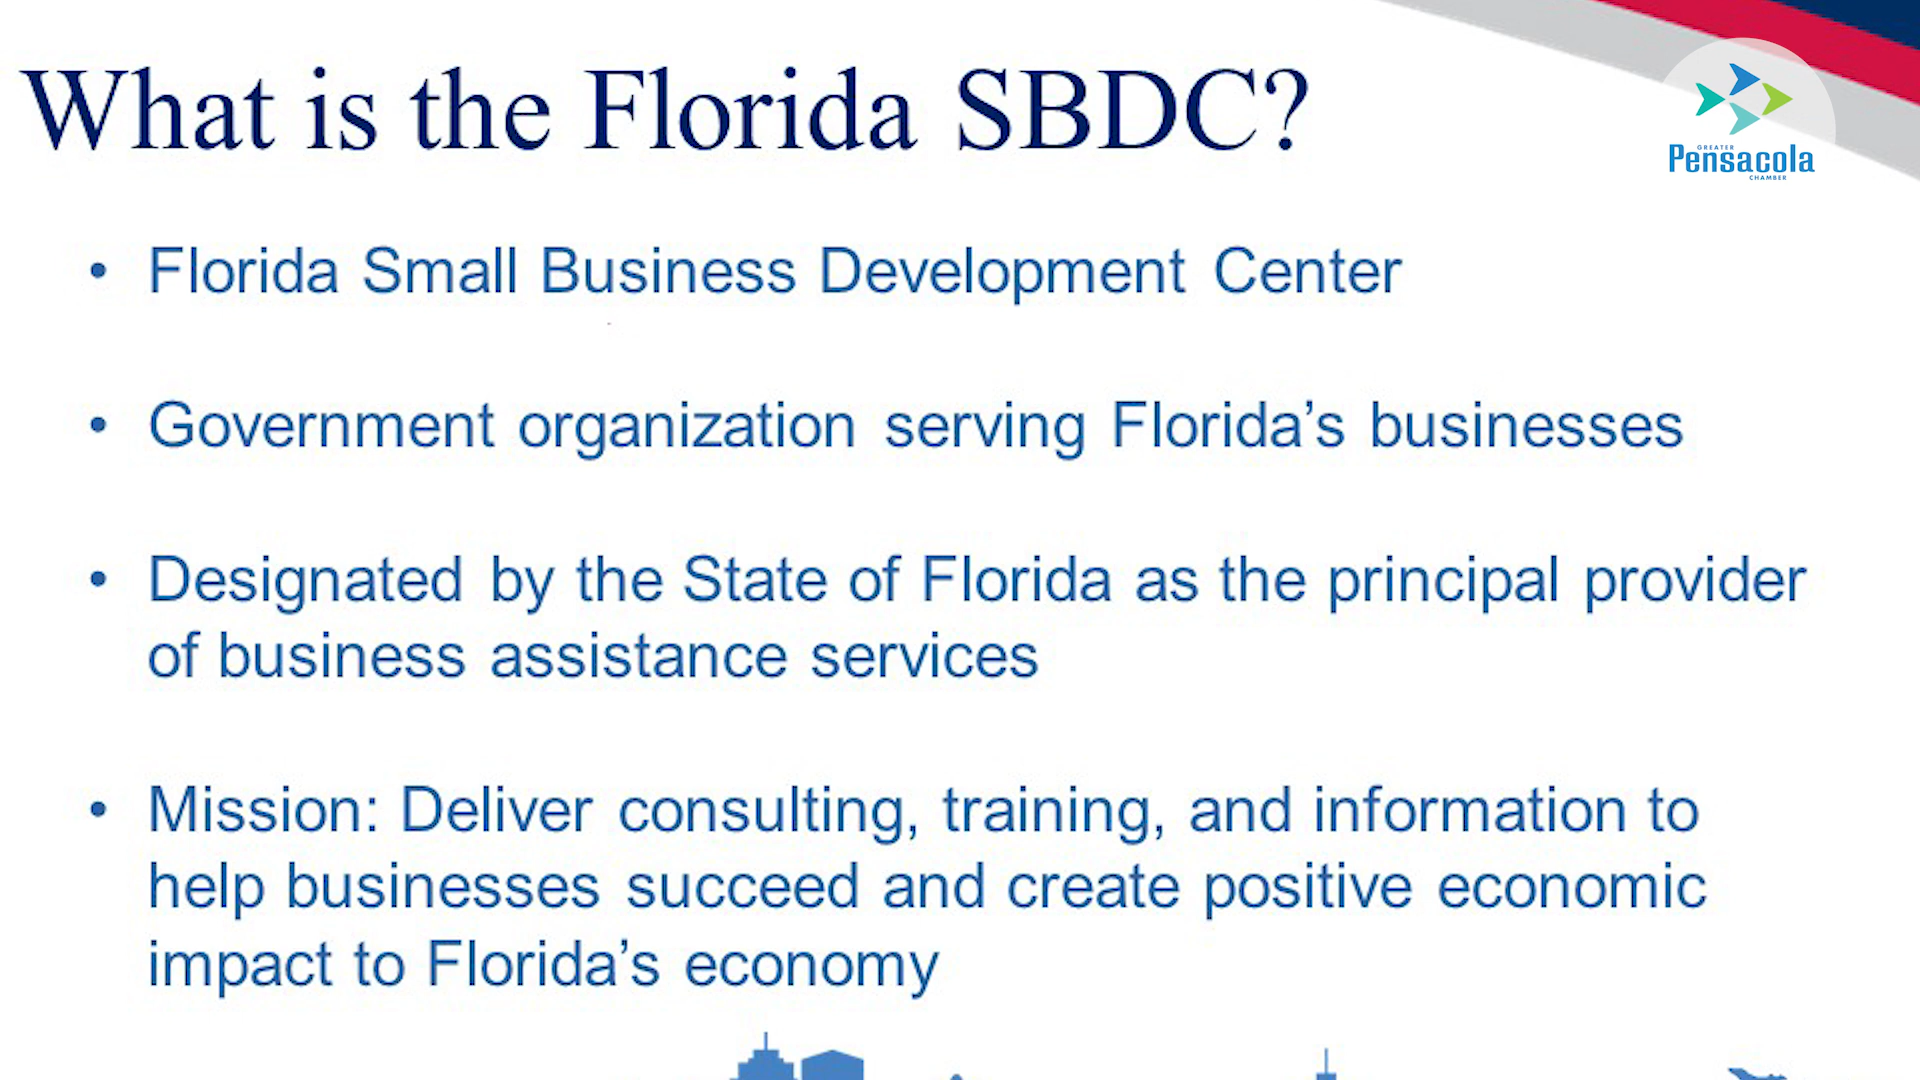 What is the Florida SBDC?
GREATER
Pensacola
CHAMBER
• Florida Small Business Development Center
• Government organization serving Florida’s businesses
• Designated by the State of Florida as the principal provider
of business assistance services
• Mission: Deliver consulting, training, and information to
help businesses succeed and create positive economic
impact to Florida’s economy